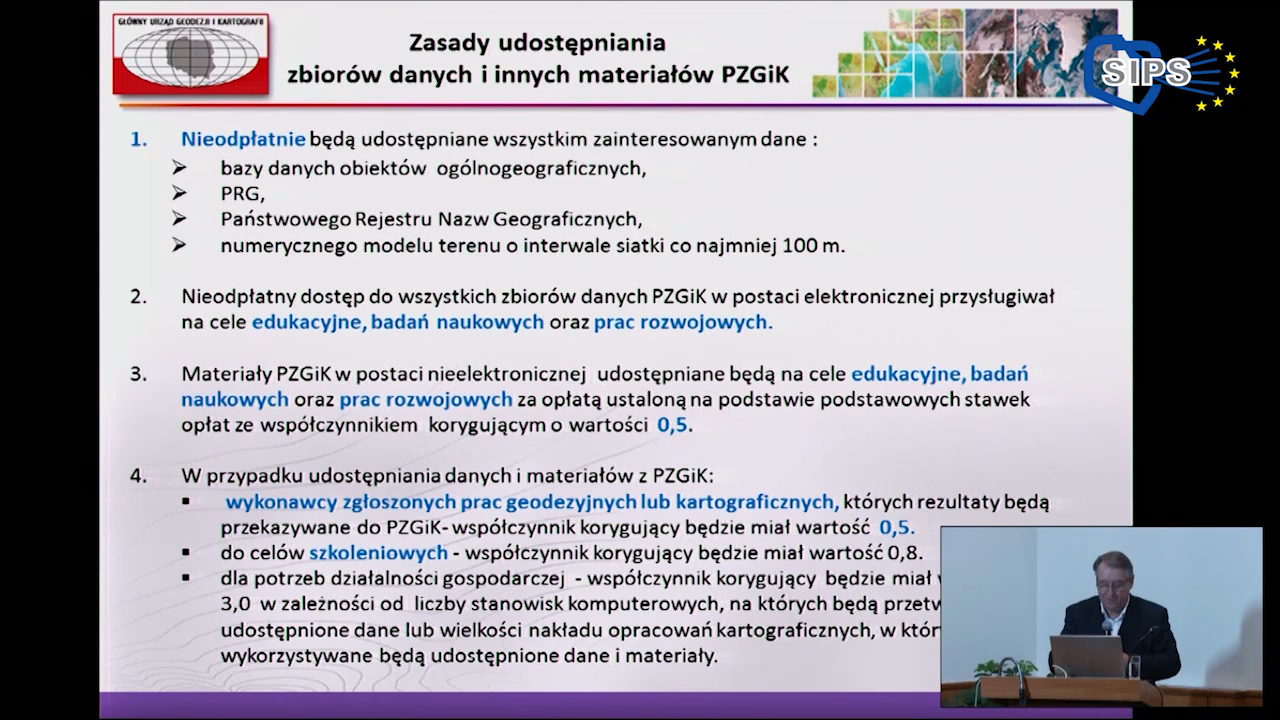 GŁÓWNY URZĄD GEODEZJI I KARTOGRAFII
Zasady udostępniania
zbiorów danych i innych materiałów PZGiK
SIPS
1. Nieodpłatnie będą udostępniane wszystkim zainteresowanym dane :
➢ bazy danych obiektów ogólnogeograficznych,
➢ PRG,
➢ Państwowego Rejestru Nazw Geograficznych,
➢ numerycznego modelu terenu o interwale siatki co najmniej 100 m.
2. Nieodpłatny dostęp do wszystkich zbiorów danych PZGiK w postaci elektronicznej przysługiwał
na cele edukacyjne, badań naukowych oraz prac rozwojowych.
3. Materiały PZGiK w postaci nieelektronicznej udostępniane będą na cele edukacyjne, badań
naukowych oraz prac rozwojowych za opłatą ustaloną na podstawie podstawowych stawek
opłat ze współczynnikiem korygującym o wartości 0,5.
4. W przypadku udostępniania danych i materiałów z PZGiK:
▪ wykonawcy zgłoszonych prac geodezyjnych lub kartograficznych, których rezultaty będą
przekazywane do PZGiK- współczynnik korygujący będzie miał wartość 0,5.
▪ do celów szkoleniowych - współczynnik korygujący będzie miał wartość 0,8.
▪ dla potrzeb działalności gospodarczej - współczynnik korygujący będzie miał
3,0 w zależności od liczby stanowisk komputerowych, na których będą
udostępnione dane lub wielkości nakładu opracowań kartograficznych, w
wykorzystywane będą udostępnione dane i materiały.